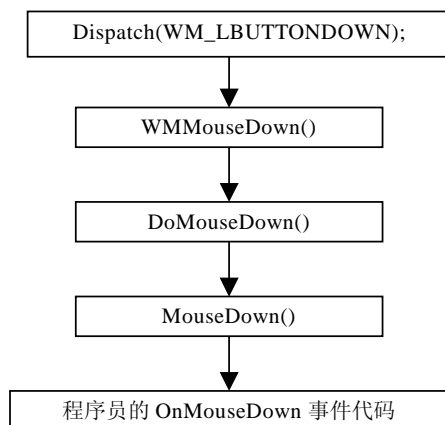 Dispatch(WM_LBUTTONDOWN);
WMMouseDown()
DoMouseDown()
MouseDown()
程序员的 OnMouseDown 事件代码